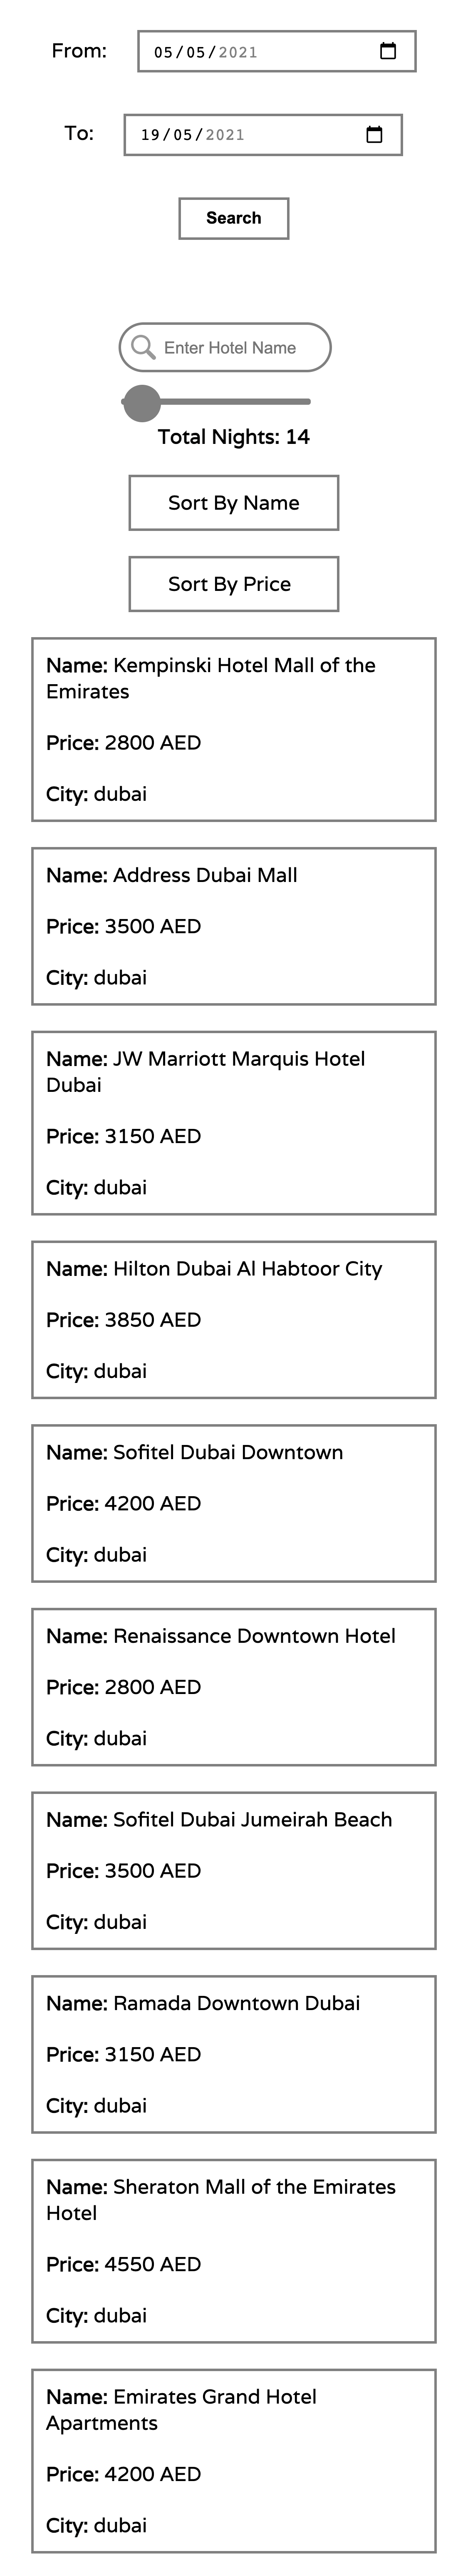 From: 05/05/2021
To: 19/05/2021
Search
Enter Hotel Name
Total Nights: 14
Sort By Name
Sort By Price
Name: Kempinski Hotel Mall of the
Emirates
Price: 2800 AED
City: dubai
Name: Address Dubai Mall
Price: 3500 AED
City: dubai
Name: JW Marriott Marquis Hotel
Dubai
Price: 3150 AED
City: dubai
Name: Hilton Dubai Al Habtoor City
Price: 3850 AED
City: dubai
Name: Sofitel Dubai Downtown
Price: 4200 AED
City: dubai
Name: Renaissance Downtown Hotel
Price: 2800 AED
City: dubai
Name: Sofitel Dubai Jumeirah Beach
Price: 3500 AED
City: dubai
Name: Ramada Downtown Dubai
Price: 3150 AED
City: dubai
Name: Sheraton Mall of the Emirates
Hotel
Price: 4550 AED
City: dubai
Name: Emirates Grand Hotel
Apartments
Price: 4200 AED
City: dubai